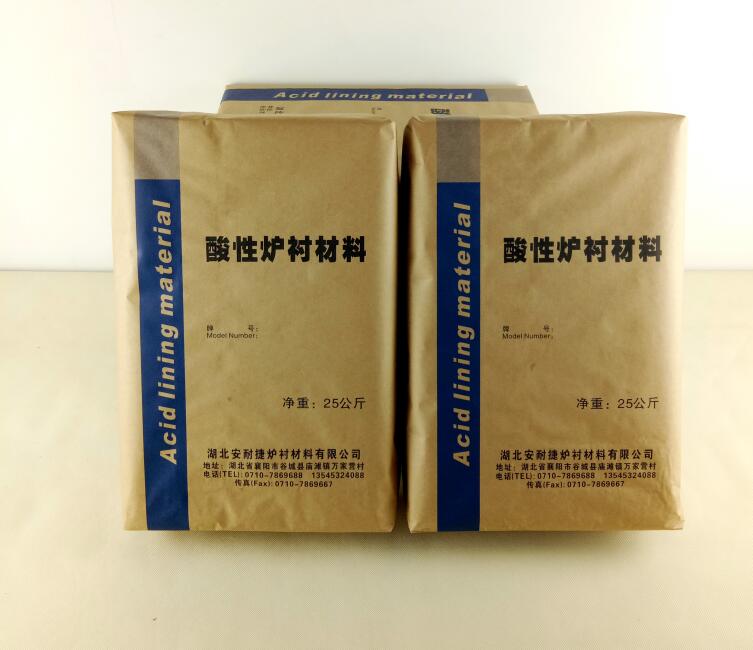 Acid lining material
Acid lining material
酸性炉衬材料
牌 号:
Model Number:
净重: 25公斤
湖北安耐捷炉衬材料有限公司
地址: 湖北省襄阳市谷城县庙滩镇万家营村
电话(TEL): 0710-7869688 13545324088
传真(Fax): 0710-7869667
Acid lining material
酸性炉衬材料
牌 号:
Model Number:
净重: 25公斤
湖北安耐捷炉衬材料有限公司
地址: 湖北省襄阳市谷城县庙滩镇万家营村
电话(TEL): 0710-7869688 13545324088
传真(Fax): 0710-7869667